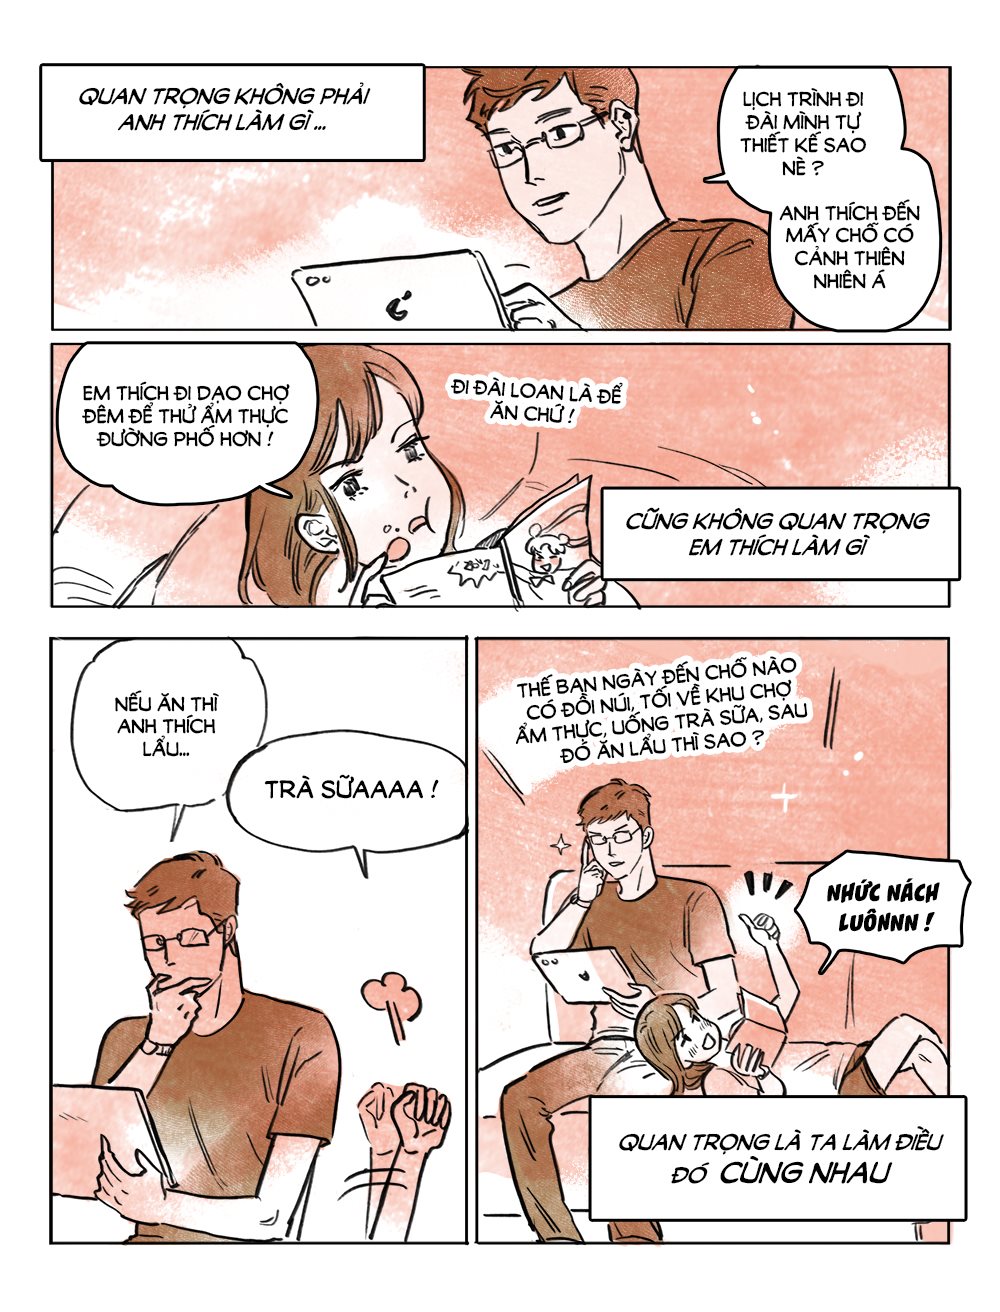 QUAN TRỌNG KHÔNG PHẢI
ANH THÍCH LÀM GÌ ...
LỊCH TRÌNH ĐI
ĐÀI MÌNH TỰ
THIẾT KẾ SAO
NÈ ?
ANH THÍCH ĐẾN
MẤY CHỖ CÓ
CẢNH THIÊN
NHIÊN Á
EM THÍCH ĐI DẠO CHỢ
ĐÊM ĐỂ THỬ ẨM THỰC
ĐƯỜNG PHỐ HƠN !
ĐI ĐÀI LOAN LÀ ĐỂ
ĂN CHỨ !
CŨNG KHÔNG QUAN TRỌNG
EM THÍCH LÀM GÌ
NẾU ĂN THÌ
ANH THÍCH
LẨU...
TRÀ SỮAAAA !
THẾ BAN NGÀY ĐẾN CHỖ NÀO
CÓ ĐỒI NÚI, TỐI VỀ KHU CHỢ
ẨM THỰC, UỐNG TRÀ SỮA, SAU
ĐÓ ĂN LẨU THÌ SAO ?
NHỨC NÁCH
LUÔNNN !
QUAN TRỌNG LÀ TA LÀM ĐIỀU
ĐÓ CÙNG NHAU